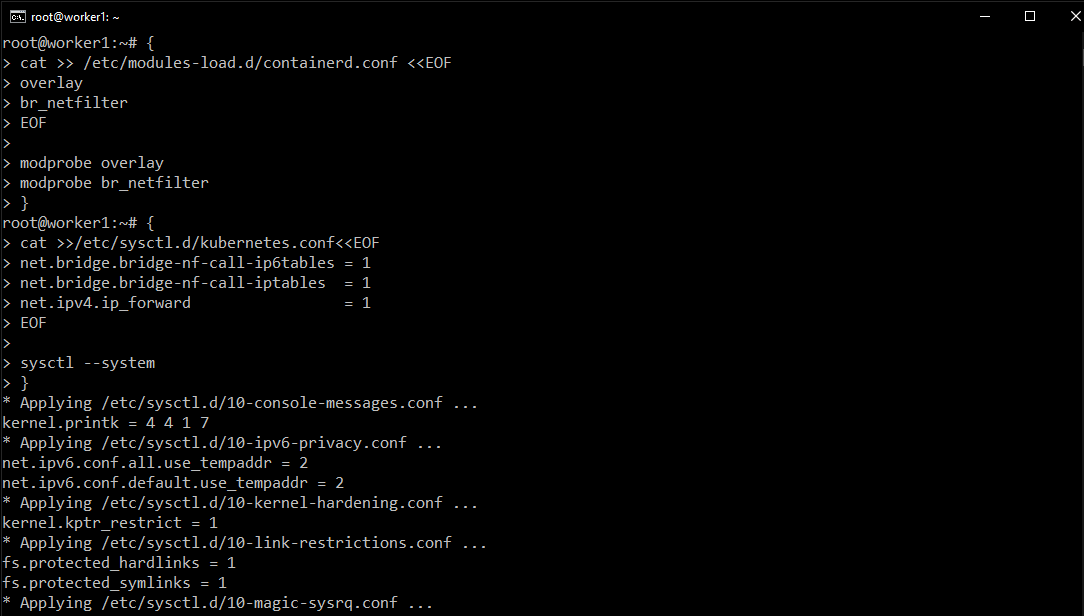 root@worker1: ~
root@worker1:~# {
> cat >> /etc/modules-load.d/containerd.conf <<EOF
> overlay
> br_netfilter
> EOF
>
> modprobe overlay
> modprobe br_netfilter
> }
root@worker1:~# {
> cat >>/etc/sysctl.d/kubernetes.conf<<EOF
> net.bridge.bridge-nf-call-ip6tables = 1
> net.bridge.bridge-nf-call-iptables  = 1
> net.ipv4.ip_forward                 = 1
> EOF
>
> sysctl --system
> }
* Applying /etc/sysctl.d/10-console-messages.conf ...
kernel.printk = 4 4 1 7
* Applying /etc/sysctl.d/10-ipv6-privacy.conf ...
net.ipv6.conf.all.use_tempaddr = 2
net.ipv6.conf.default.use_tempaddr = 2
* Applying /etc/sysctl.d/10-kernel-hardening.conf ...
kernel.kptr_restrict = 1
* Applying /etc/sysctl.d/10-link-restrictions.conf ...
fs.protected_hardlinks = 1
fs.protected_symlinks = 1
* Applying /etc/sysctl.d/10-magic-sysrq.conf ...